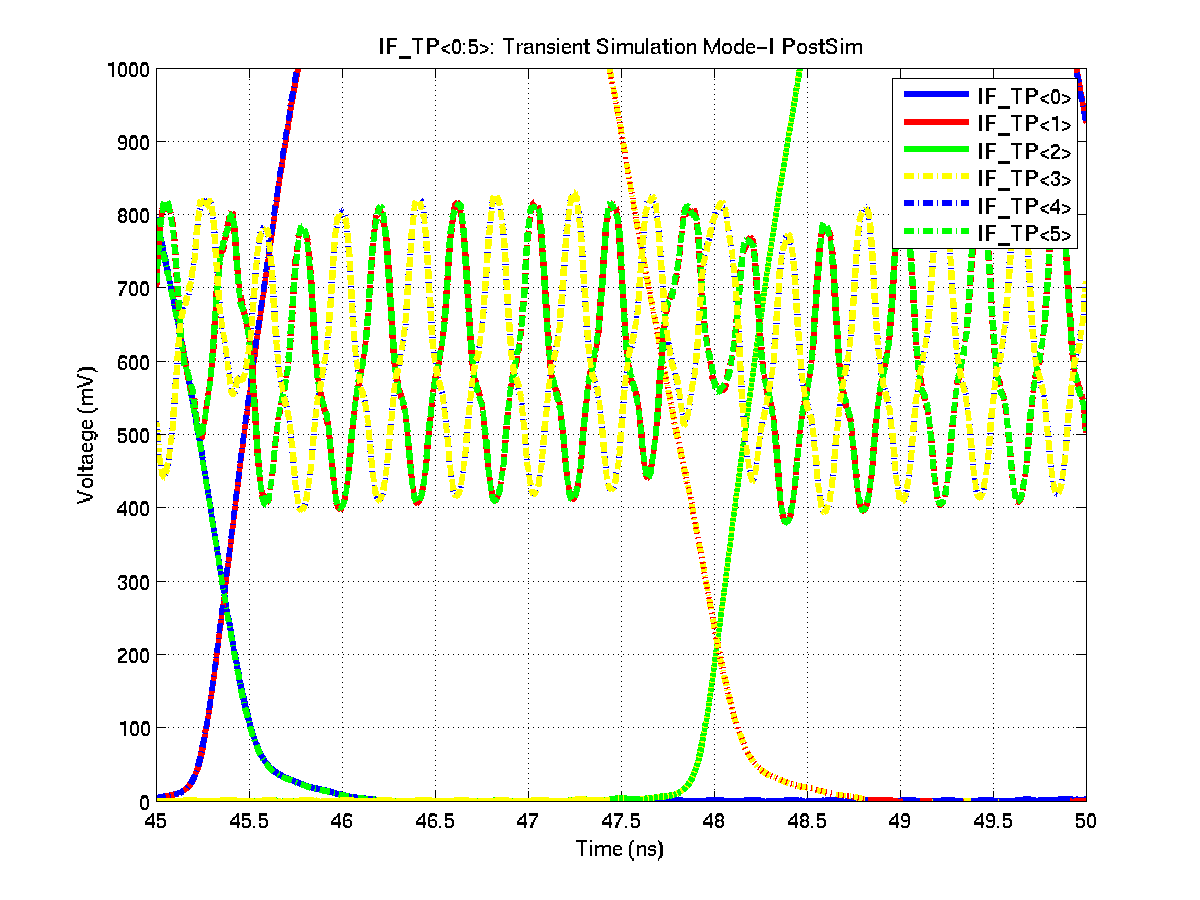 IF_TP<0:5>: Transient Simulation Mode-I PostSim
1000
900
800
700
600
500
400
300
200
100
0
Voltaege (mV)
IF_TP<0>
IF_TP<1>
IF_TP<2>
IF_TP<3>
IF_TP<4>
IF_TP<5>
45
45.5
46
46.5
47
47.5
48
48.5
49
49.5
50
Time (ns)